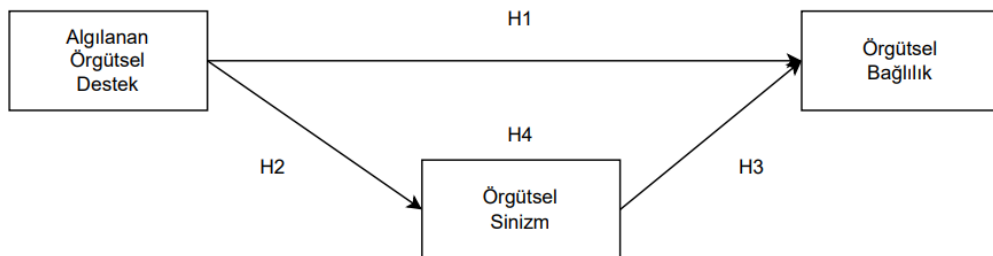 H1
Algılanan
Örgütsel
Destek
Örgütsel
Bağlılık
H4
H2
H3
Örgütsel
Sinizm